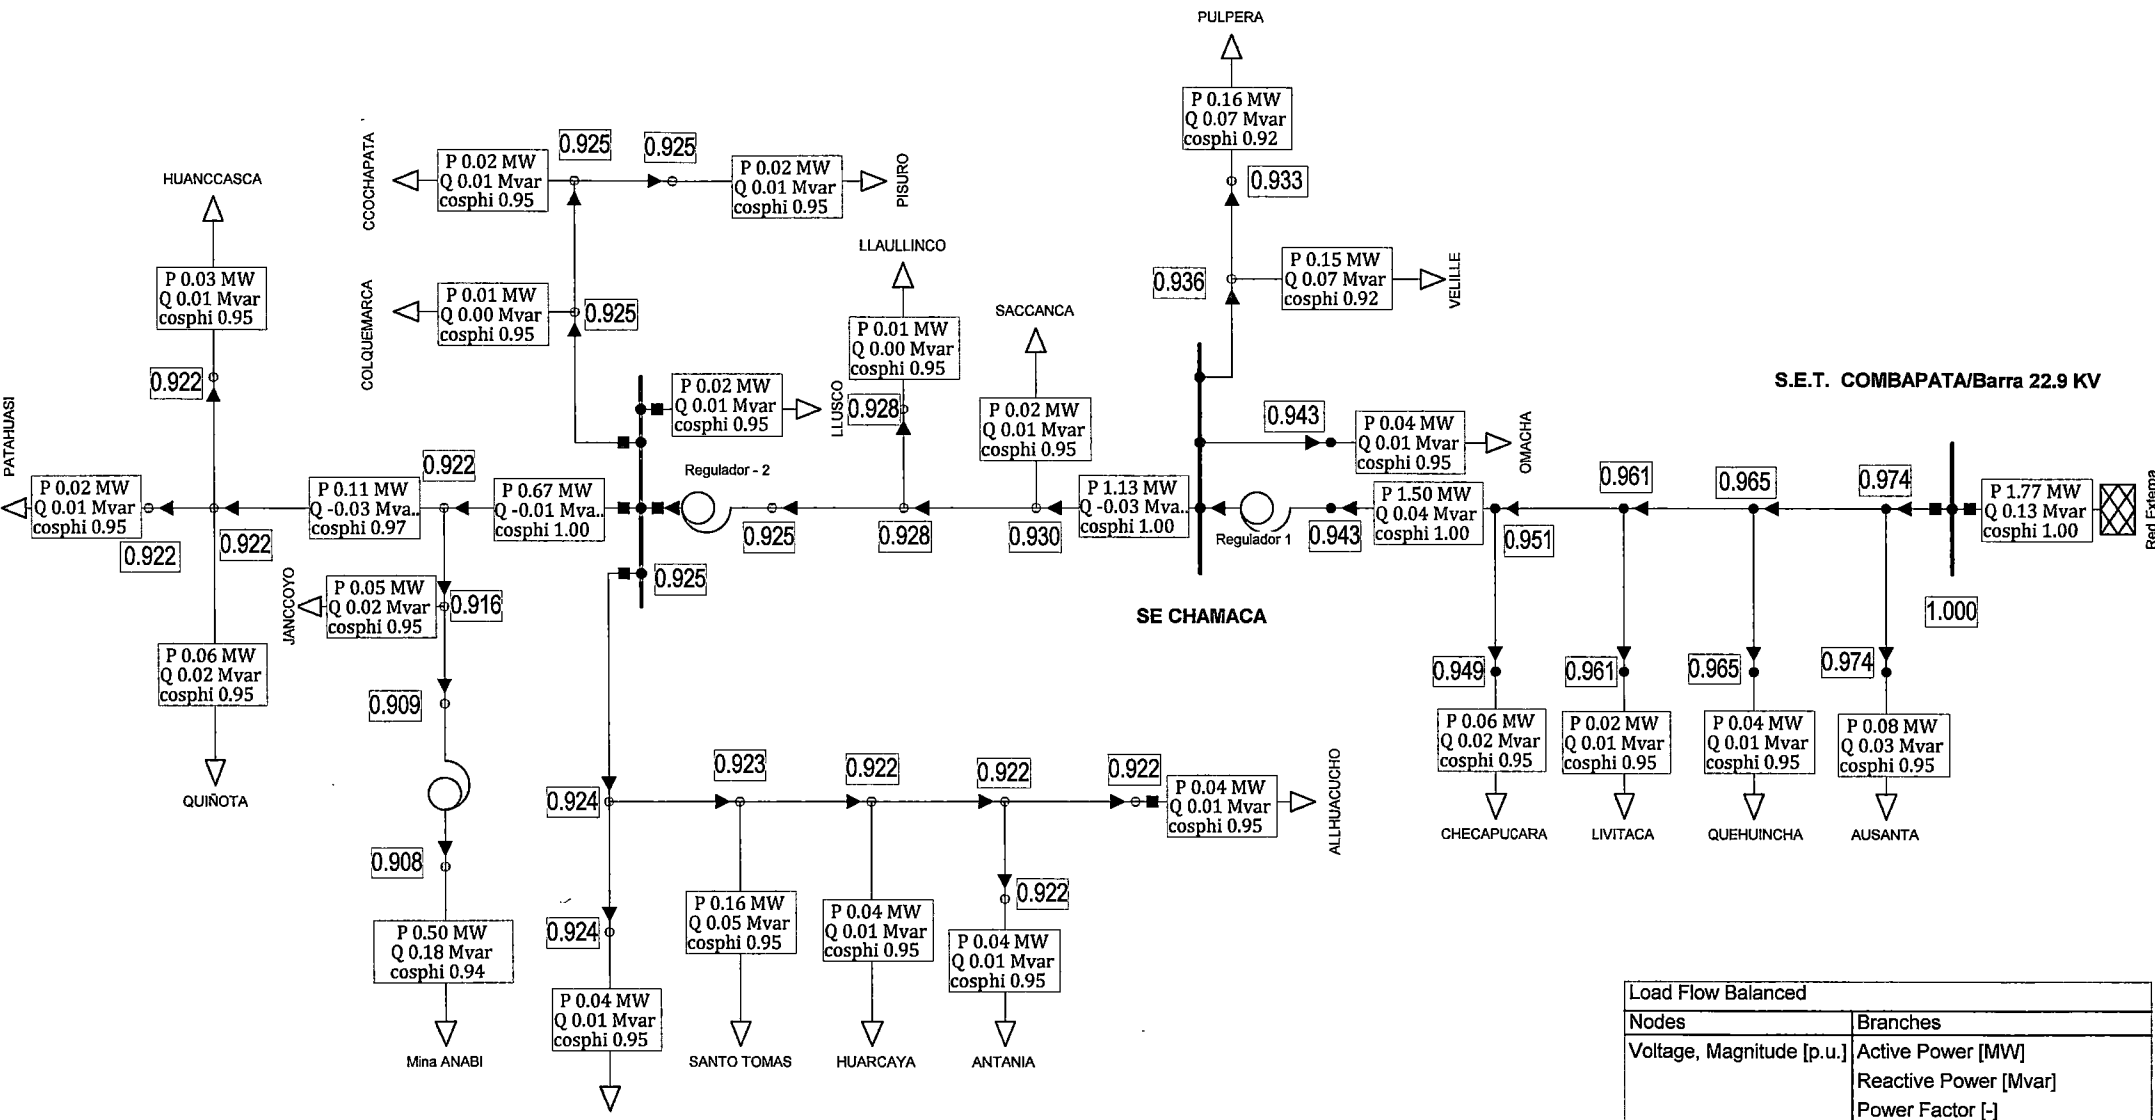 PULPERA
P 0.16 MW
Q 0.07 Mvar
cosphi 0.92
0.933
P 0.15 MW
Q 0.07 Mvar
cosphi 0.92
VELILLE
0.936
HUANCCASCA
P 0.03 MW
Q 0.01 Mvar
cosphi 0.95
0.922
CCOCHAPATA
P 0.02 MW
Q 0.01 Mvar
cosphi 0.95
0.925
0.925
P 0.02 MW
Q 0.01 Mvar
cosphi 0.95
PISURO
COLQUEMARCA
P 0.01 MW
Q 0.00 Mvar
cosphi 0.95
0.925
LLAULLINCO
P 0.01 MW
Q 0.00 Mvar
cosphi 0.95
0.928
SACCANCA
P 0.02 MW
Q 0.01 Mvar
cosphi 0.95
P 0.02 MW
Q 0.01 Mvar
cosphi 0.95
LLUSCO
S.E.T. COMBAPATA/Barra 22.9 KV
0.943
P 0.04 MW
Q 0.01 Mvar
cosphi 0.95
OMACHA
PATAHUASI
P 0.02 MW
Q 0.01 Mvar
cosphi 0.95
0.922
0.922
P 0.11 MW
Q -0.03 Mva..
cosphi 0.97
0.922
P 0.67 MW
Q -0.01 Mva..
cosphi 1.00
Regulador - 2
0.925
0.928
0.930
P 1.13 MW
Q -0.03 Mva..
cosphi 1.00
Regulador 1
0.943
P 1.50 MW
Q 0.04 Mvar
cosphi 1.00
0.951
0.961
0.965
0.974
P 1.77 MW
Q 0.13 Mvar
cosphi 1.00
Red Externa
1.000
SE CHAMACA
0.925
JANCCOYO
P 0.05 MW
Q 0.02 Mvar
cosphi 0.95
0.916
P 0.06 MW
Q 0.02 Mvar
cosphi 0.95
QUIÑOTA
0.909
0.908
P 0.50 MW
Q 0.18 Mvar
cosphi 0.94
Mina ANABI
0.949
P 0.06 MW
Q 0.02 Mvar
cosphi 0.95
CHECAPUCARA
0.961
P 0.02 MW
Q 0.01 Mvar
cosphi 0.95
LIVITACA
0.965
P 0.04 MW
Q 0.01 Mvar
cosphi 0.95
QUEHUINCHA
0.974
P 0.08 MW
Q 0.03 Mvar
cosphi 0.95
AUSANTA
0.924
0.923
0.922
0.922
0.922
P 0.04 MW
Q 0.01 Mvar
cosphi 0.95
ALLHUACUCHO
0.924
P 0.04 MW
Q 0.01 Mvar
cosphi 0.95
P 0.16 MW
Q 0.05 Mvar
cosphi 0.95
SANTO TOMAS
P 0.04 MW
Q 0.01 Mvar
cosphi 0.95
HUARCAYA
0.922
P 0.04 MW
Q 0.01 Mvar
cosphi 0.95
ANTANIA
Load Flow Balanced
Nodes Branches
Voltage, Magnitude [p.u.] Active Power [MW]
Reactive Power [Mvar]
Power Factor [-]